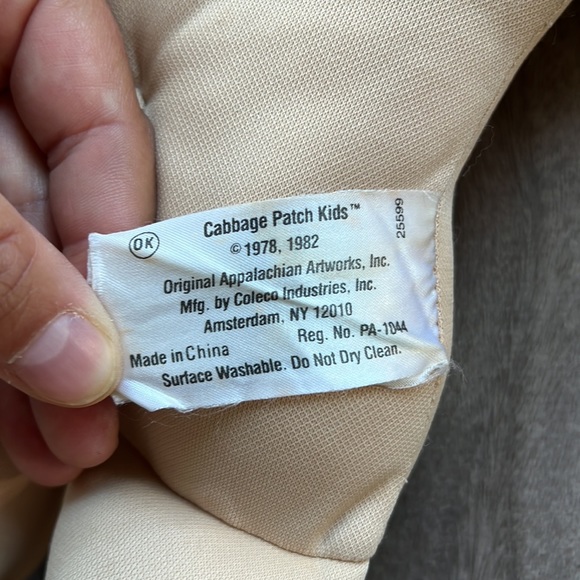 OK
Cabbage Patch Kids™
© 1978, 1982
Original Appalachian Artworks, Inc.
Mfg. by Coleco Industries, Inc.
Amsterdam, NY 12010
Reg. No. PA-1044
Made in China
Surface Washable. Do Not Dry Clean.
25599